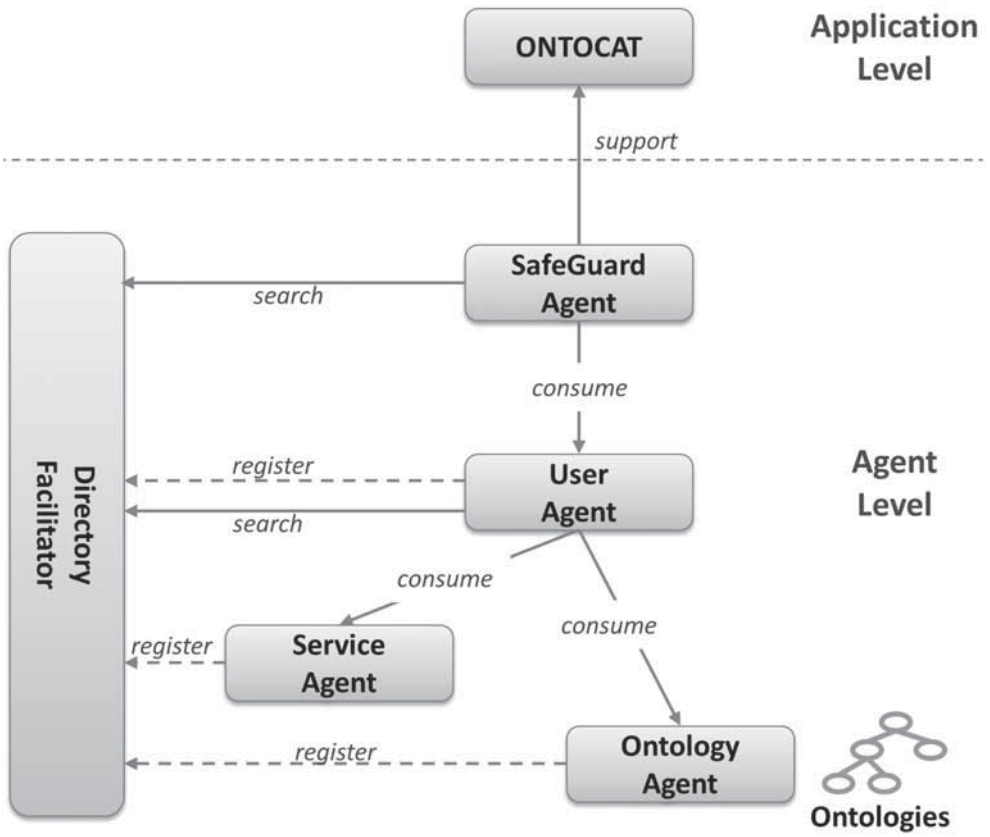 ONTOCAT
Application
Level
support
SafeGuard
Agent
search
consume
Directory
Facilitator
register
User
Agent
search
Agent
Level
consume
consume
register
Service
Agent
register
Ontology
Agent
Ontologies